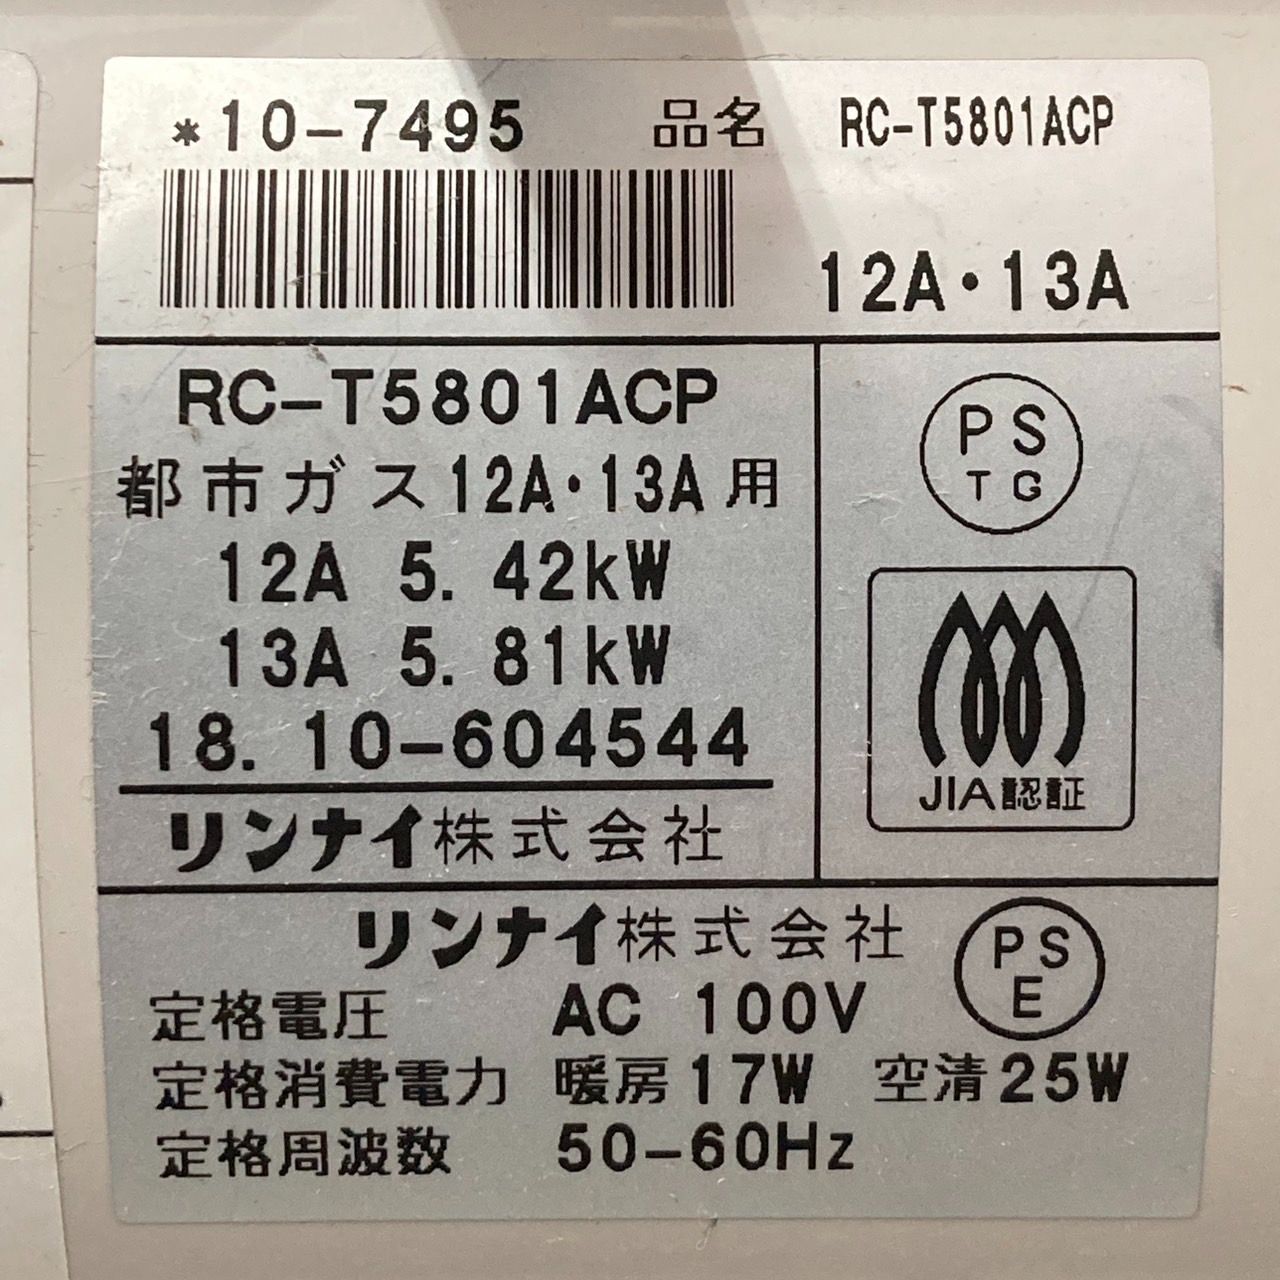 *10-7495 品名 RC-T5801ACP
12A・13A
RC-T5801ACP
都市ガス12A・13A用
12A 5.42kW
13A 5.81kW
18.10-604544
リンナイ株式会社
PS
TG
JIA認証
リンナイ株式会社
PS
E
定格電圧 AC 100V
定格消費電力 暖房17W 空清25W
定格周波数 50-60Hz